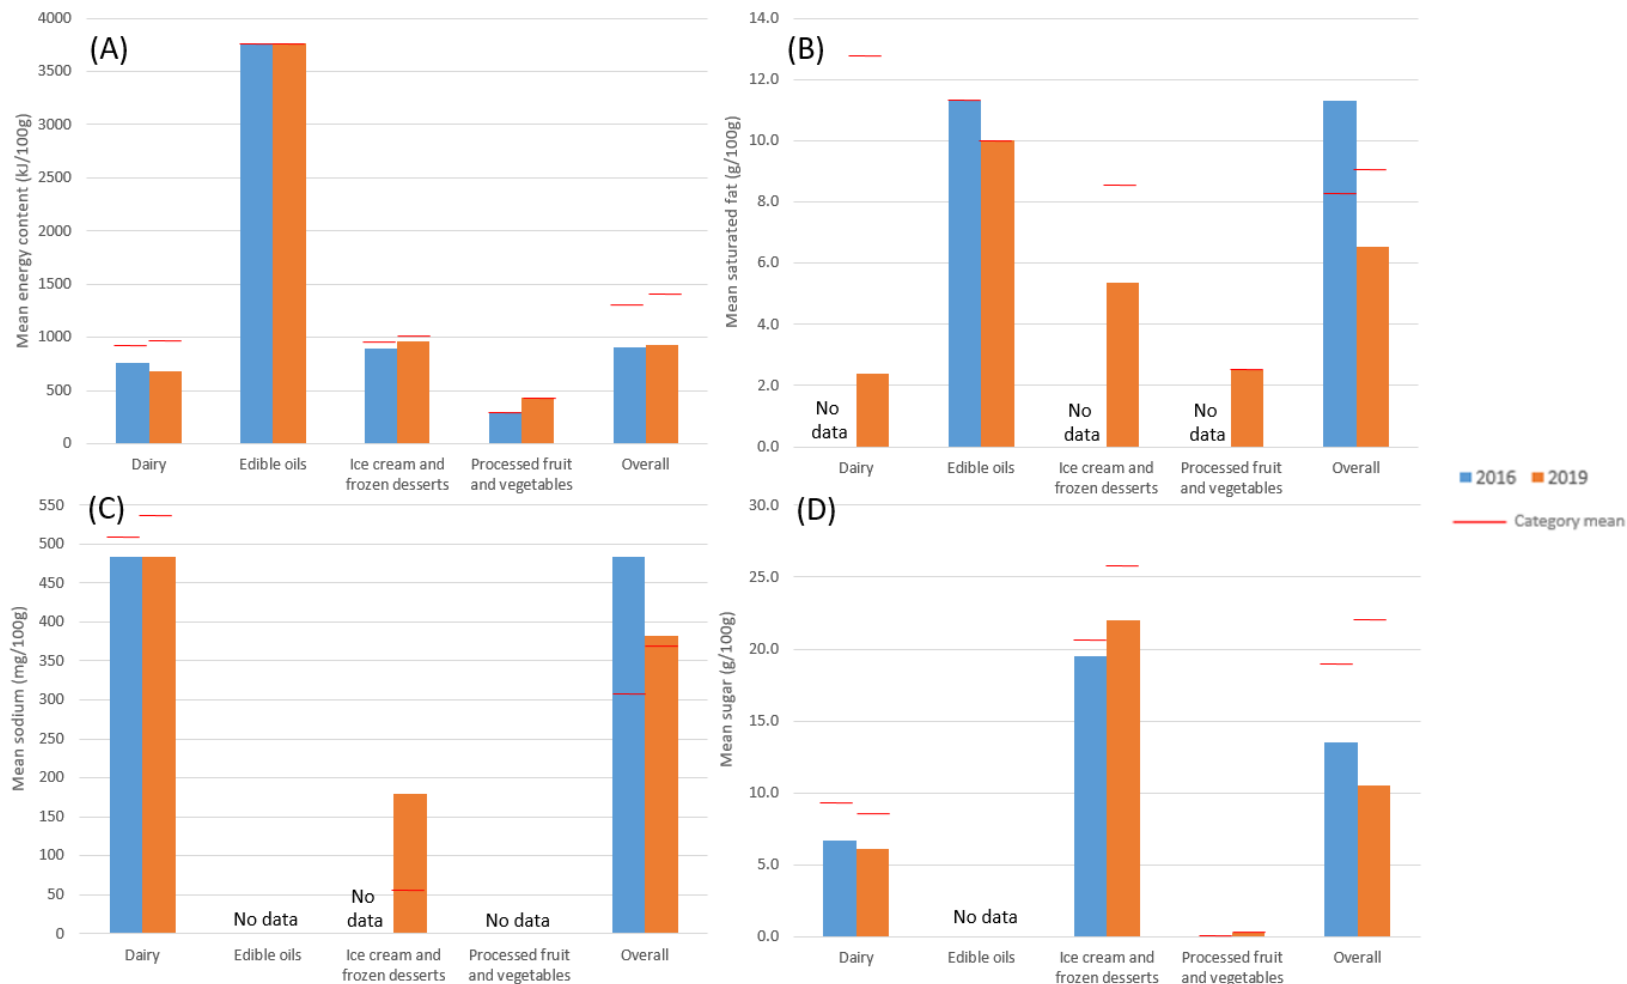 (A)
Mean energy content (kJ/100g)
4000
3500
3000
2500
2000
1500
1000
500
0
Dairy
Edible oils
Ice cream and
frozen desserts
Processed fruit
and vegetables
Overall
(B)
Mean saturated fat (g/100g)
14.0
12.0
10.0
8.0
6.0
4.0
2.0
0.0
No
data
No
data
No
data
Dairy
Edible oils
Ice cream and
frozen desserts
Processed fruit
and vegetables
Overall
2016
2019
Category mean
(C)
Mean sodium (mg/100g)
550
500
450
400
350
300
250
200
150
100
50
0
No data
No
data
No data
Dairy
Edible oils
Ice cream and
frozen desserts
Processed fruit
and vegetables
Overall
(D)
Mean sugar (g/100g)
30.0
25.0
20.0
15.0
10.0
5.0
0.0
No data
Dairy
Edible oils
Ice cream and
frozen desserts
Processed fruit
and vegetables
Overall